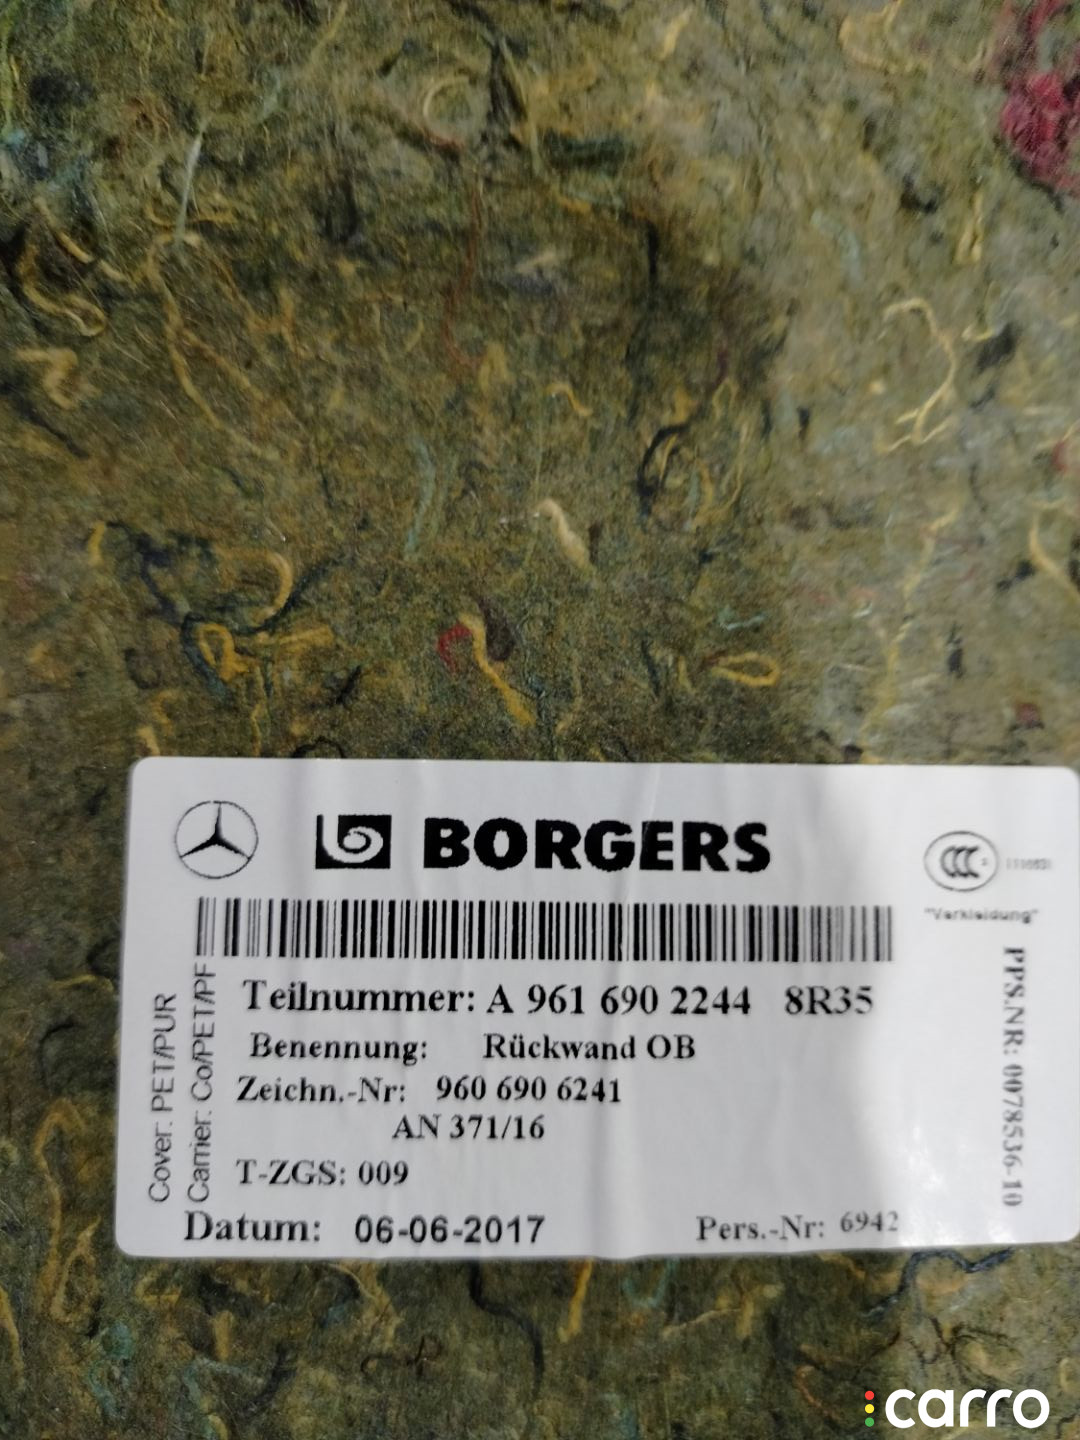 BORGERS
"Verkleidung"
Teilnummer: A 961 690 2244 8R35
Benennung: Rückwand OB
Zeichn.-Nr: 960 690 6241
AN 371/16
T-ZGS: 009
Datum: 06-06-2017
Pers.-Nr: 6942
Cover: PET/PUR
Carrier: Co/PET/PF
PPS.NR: 0078536-10
carro